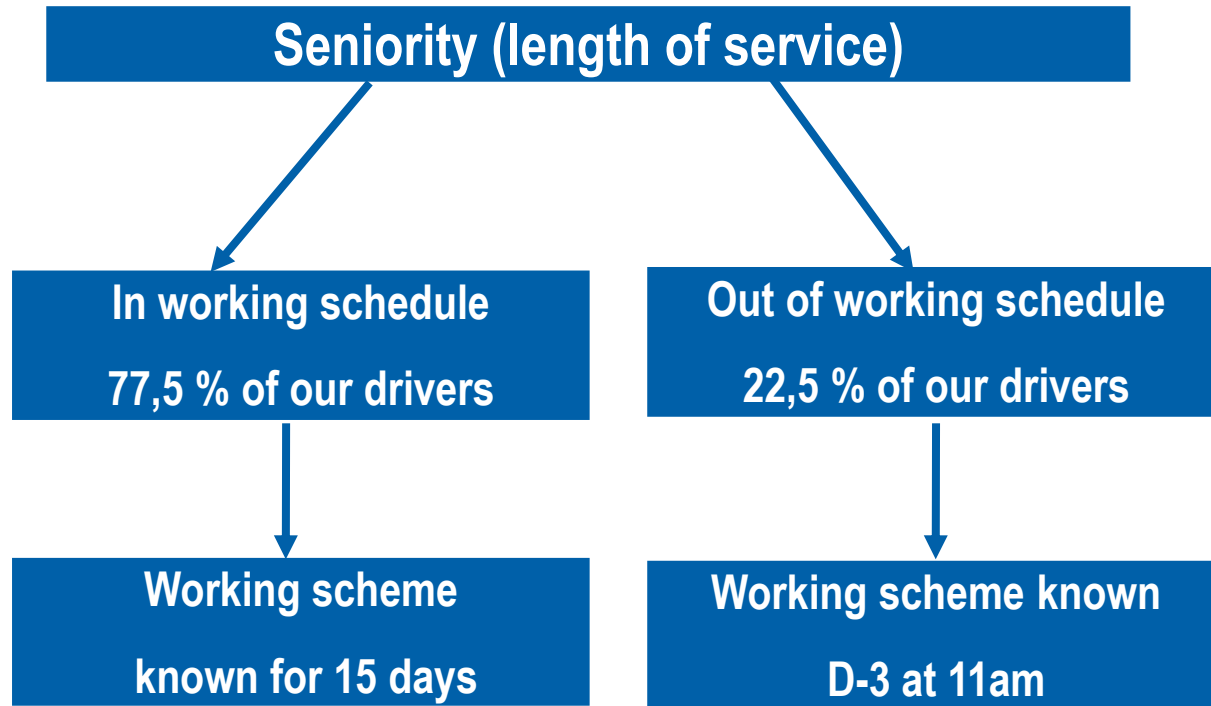 Seniority (length of service)
In working schedule
77,5 % of our drivers
Out of working schedule
22,5 % of our drivers
Working scheme
known for 15 days
Working scheme known
D-3 at 11am